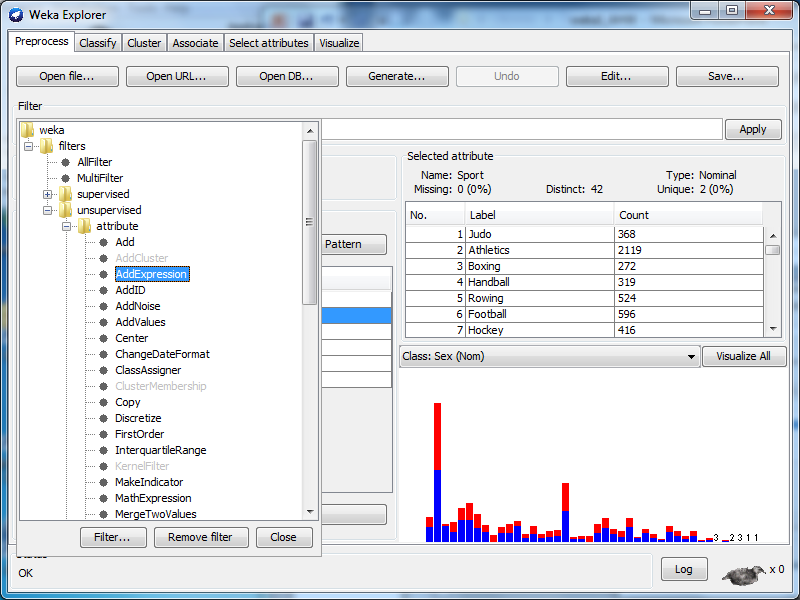 Weka Explorer
Preprocess Classify Cluster Associate Select attributes Visualize
Open file... Open URL... Open DB... Generate... Undo Edit... Save...
Filter
weka
filters
AllFilter
MultiFilter
supervised
unsupervised
attribute
Add
AddCluster
AddExpression
AddID
AddNoise
AddValues
Center
ChangeDateFormat
ClassAssigner
ClusterMembership
Copy
Discretize
FirstOrder
InterquartileRange
KernelFilter
MakeIndicator
MathExpression
MergeTwoValues
Filter... Remove filter Close
Apply
Pattern
Selected attribute
Name: Sport Type: Nominal
Missing: 0 (0%) Distinct: 42 Unique: 2 (0%)
No. Label Count
1 Judo 368
2 Athletics 2119
3 Boxing 272
4 Handball 319
5 Rowing 524
6 Football 596
7 Hockey 416
Class: Sex (Nom) Visualize All
3 2 3 1 1
Status
OK
Log x 0